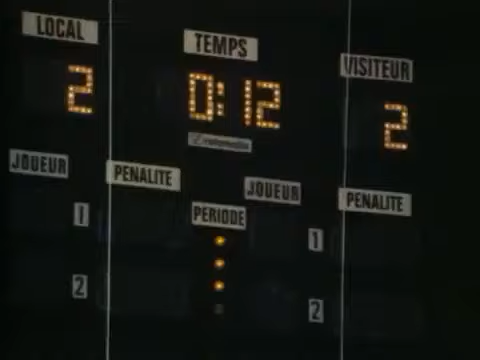 LOCAL
TEMPS
VISITEUR
2
0:12
2
JOUEUR
PENALITE
JOUEUR
PENALITE
PERIODE
1
1
2
2